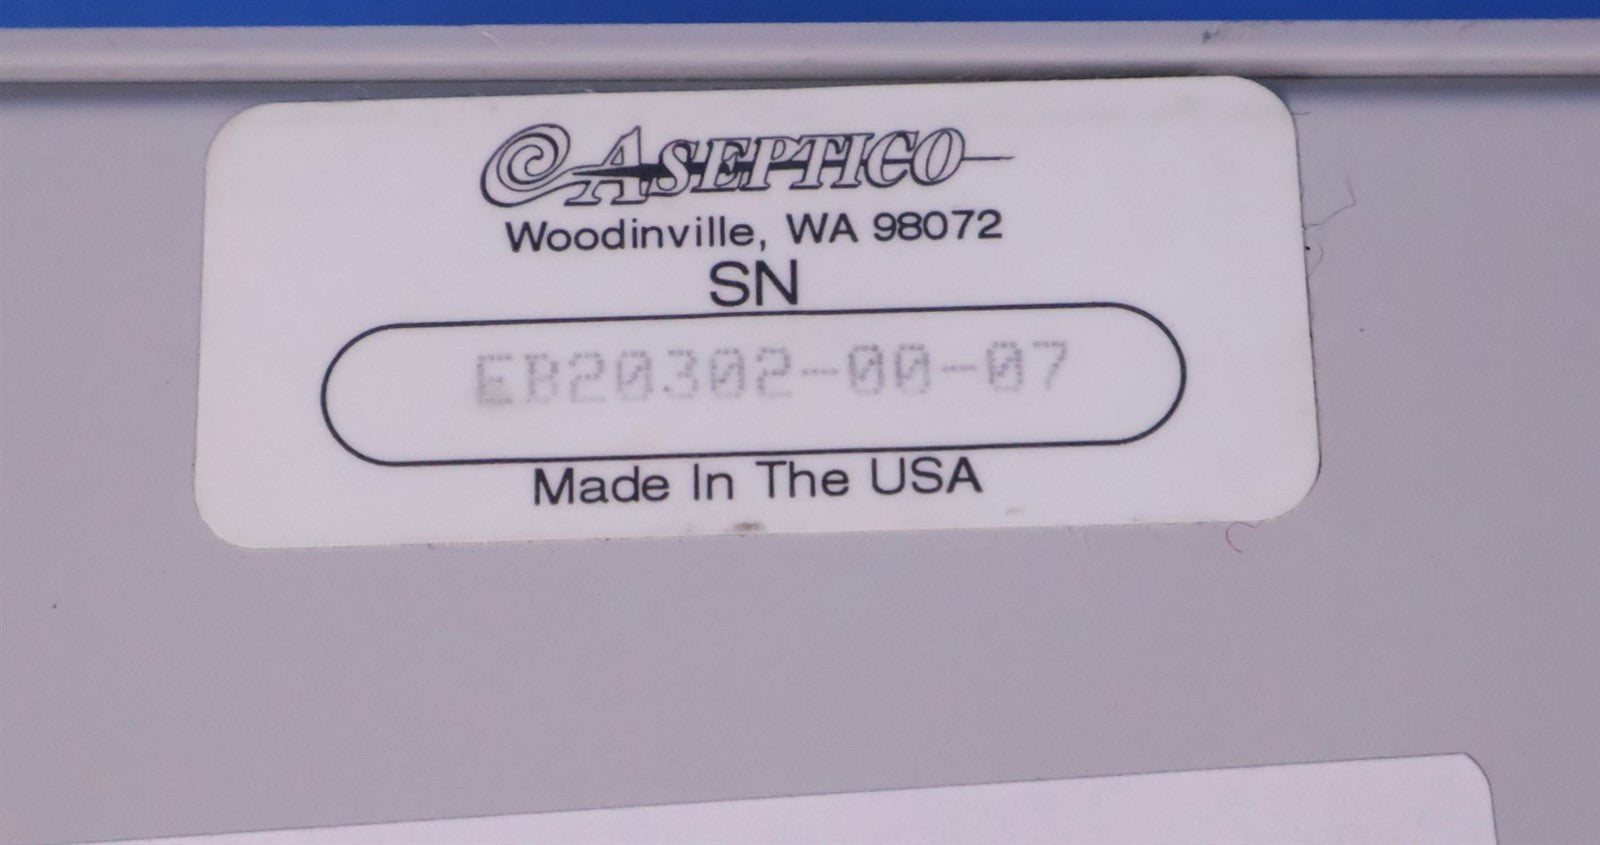 ASEPTICO
Woodinville, WA 98072
SN
EB20302-00-07
Made In The USA